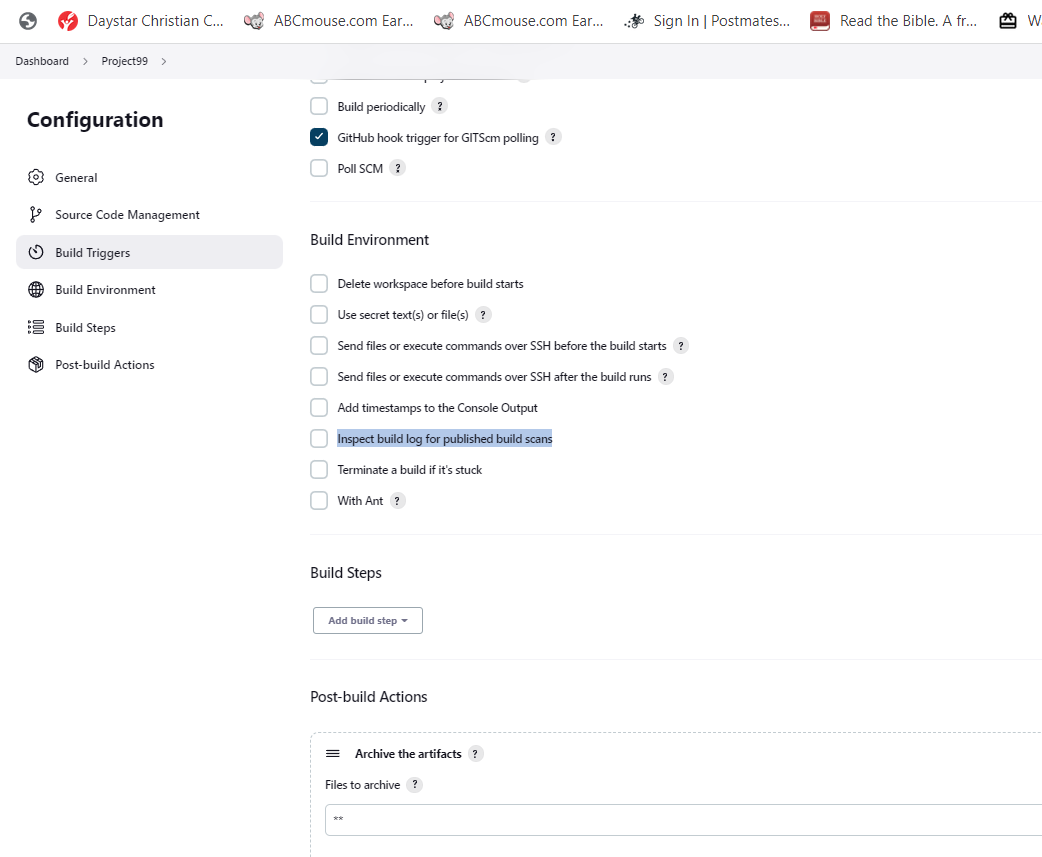 Daystar Christian C... ABCmouse.com Ear... ABCmouse.com Ear... Sign In | Postmates... Read the Bible. A fr...
Dashboard > Project99 >
Configuration
General
Source Code Management
Build Triggers
Build Environment
Build Steps
Post-build Actions
Build periodically ?
GitHub hook trigger for GITScm polling ?
Poll SCM ?
Build Environment
Delete workspace before build starts
Use secret text(s) or file(s) ?
Send files or execute commands over SSH before the build starts ?
Send files or execute commands over SSH after the build runs ?
Add timestamps to the Console Output
Inspect build log for published build scans
Terminate a build if it's stuck
With Ant ?
Build Steps
Add build step
Post-build Actions
Archive the artifacts ?
Files to archive ?
**